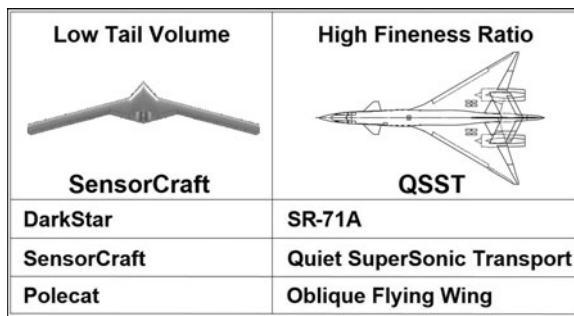 Low Tail Volume
High Fineness Ratio
SensorCraft
QSST
DarkStar
SR-71A
SensorCraft
Quiet SuperSonic Transport
Polecat
Oblique Flying Wing